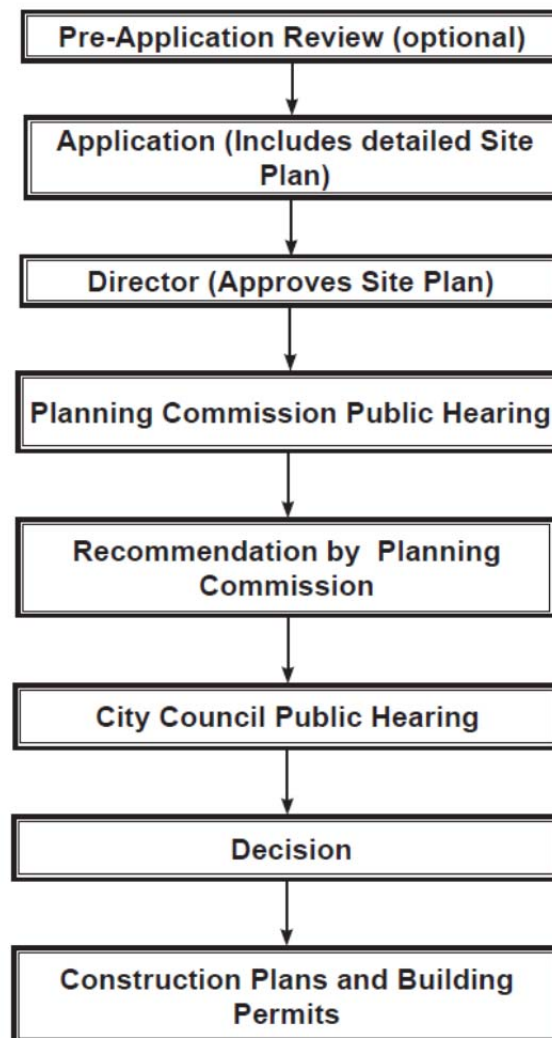 Pre-Application Review (optional)
Application (Includes detailed Site
Plan)
Director (Approves Site Plan)
Planning Commission Public Hearing
Recommendation by Planning
Commission
City Council Public Hearing
Decision
Construction Plans and Building
Permits